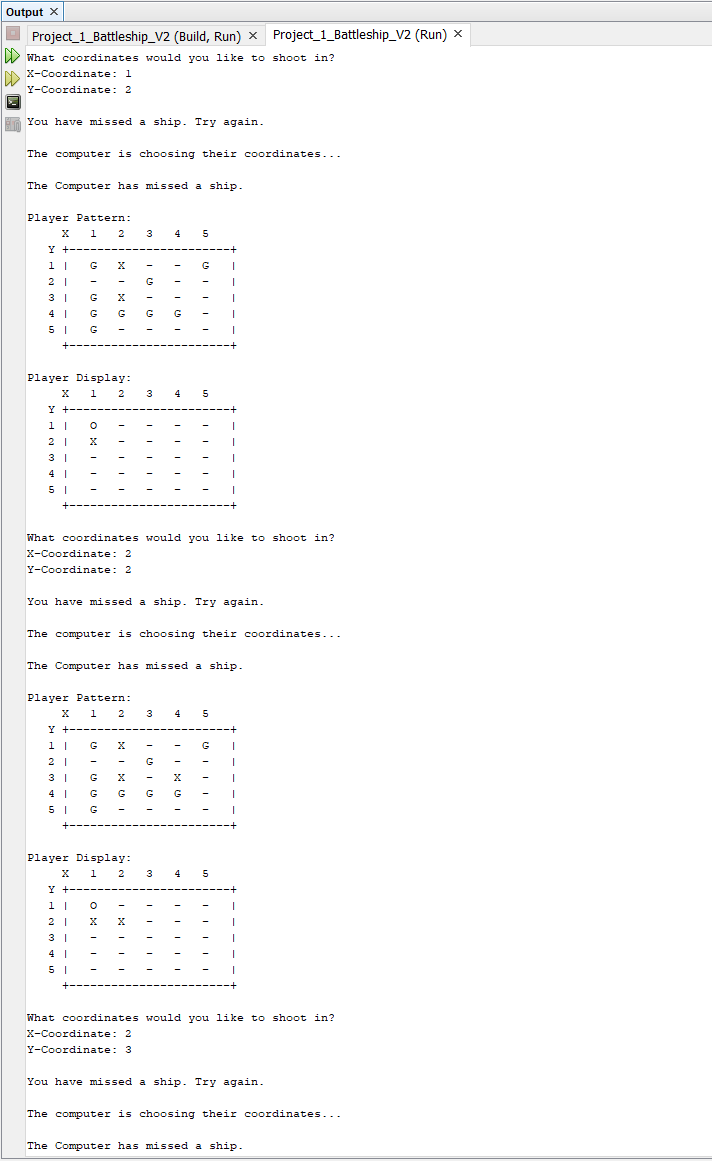 Output ×
Project_1_Battleship_V2 (Build, Run) × Project_1_Battleship_V2 (Run) ×
What coordinates would you like to shoot in?
X-Coordinate: 1
Y-Coordinate: 2
You have missed a ship. Try again.
The computer is choosing their coordinates...
The Computer has missed a ship.
Player Pattern:
X 1 2 3 4 5
Y +-----------------------+
1 | G X - - G |
2 | - - G - - |
3 | G X - - - |
4 | G G G G - |
5 | G - - - - |
+-----------------------+
Player Display:
X 1 2 3 4 5
Y +-----------------------+
1 | O - - - - |
2 | X - - - - |
3 | - - - - - |
4 | - - - - - |
5 | - - - - - |
+-----------------------+
What coordinates would you like to shoot in?
X-Coordinate: 2
Y-Coordinate: 2
You have missed a ship. Try again.
The computer is choosing their coordinates...
The Computer has missed a ship.
Player Pattern:
X 1 2 3 4 5
Y +-----------------------+
1 | G X - - G |
2 | - - G - - |
3 | G X - X - |
4 | G G G G - |
5 | G - - - - |
+-----------------------+
Player Display:
X 1 2 3 4 5
Y +-----------------------+
1 | O - - - - |
2 | X X - - - |
3 | - - - - - |
4 | - - - - - |
5 | - - - - - |
+-----------------------+
What coordinates would you like to shoot in?
X-Coordinate: 2
Y-Coordinate: 3
You have missed a ship. Try again.
The computer is choosing their coordinates...
The Computer has missed a ship.